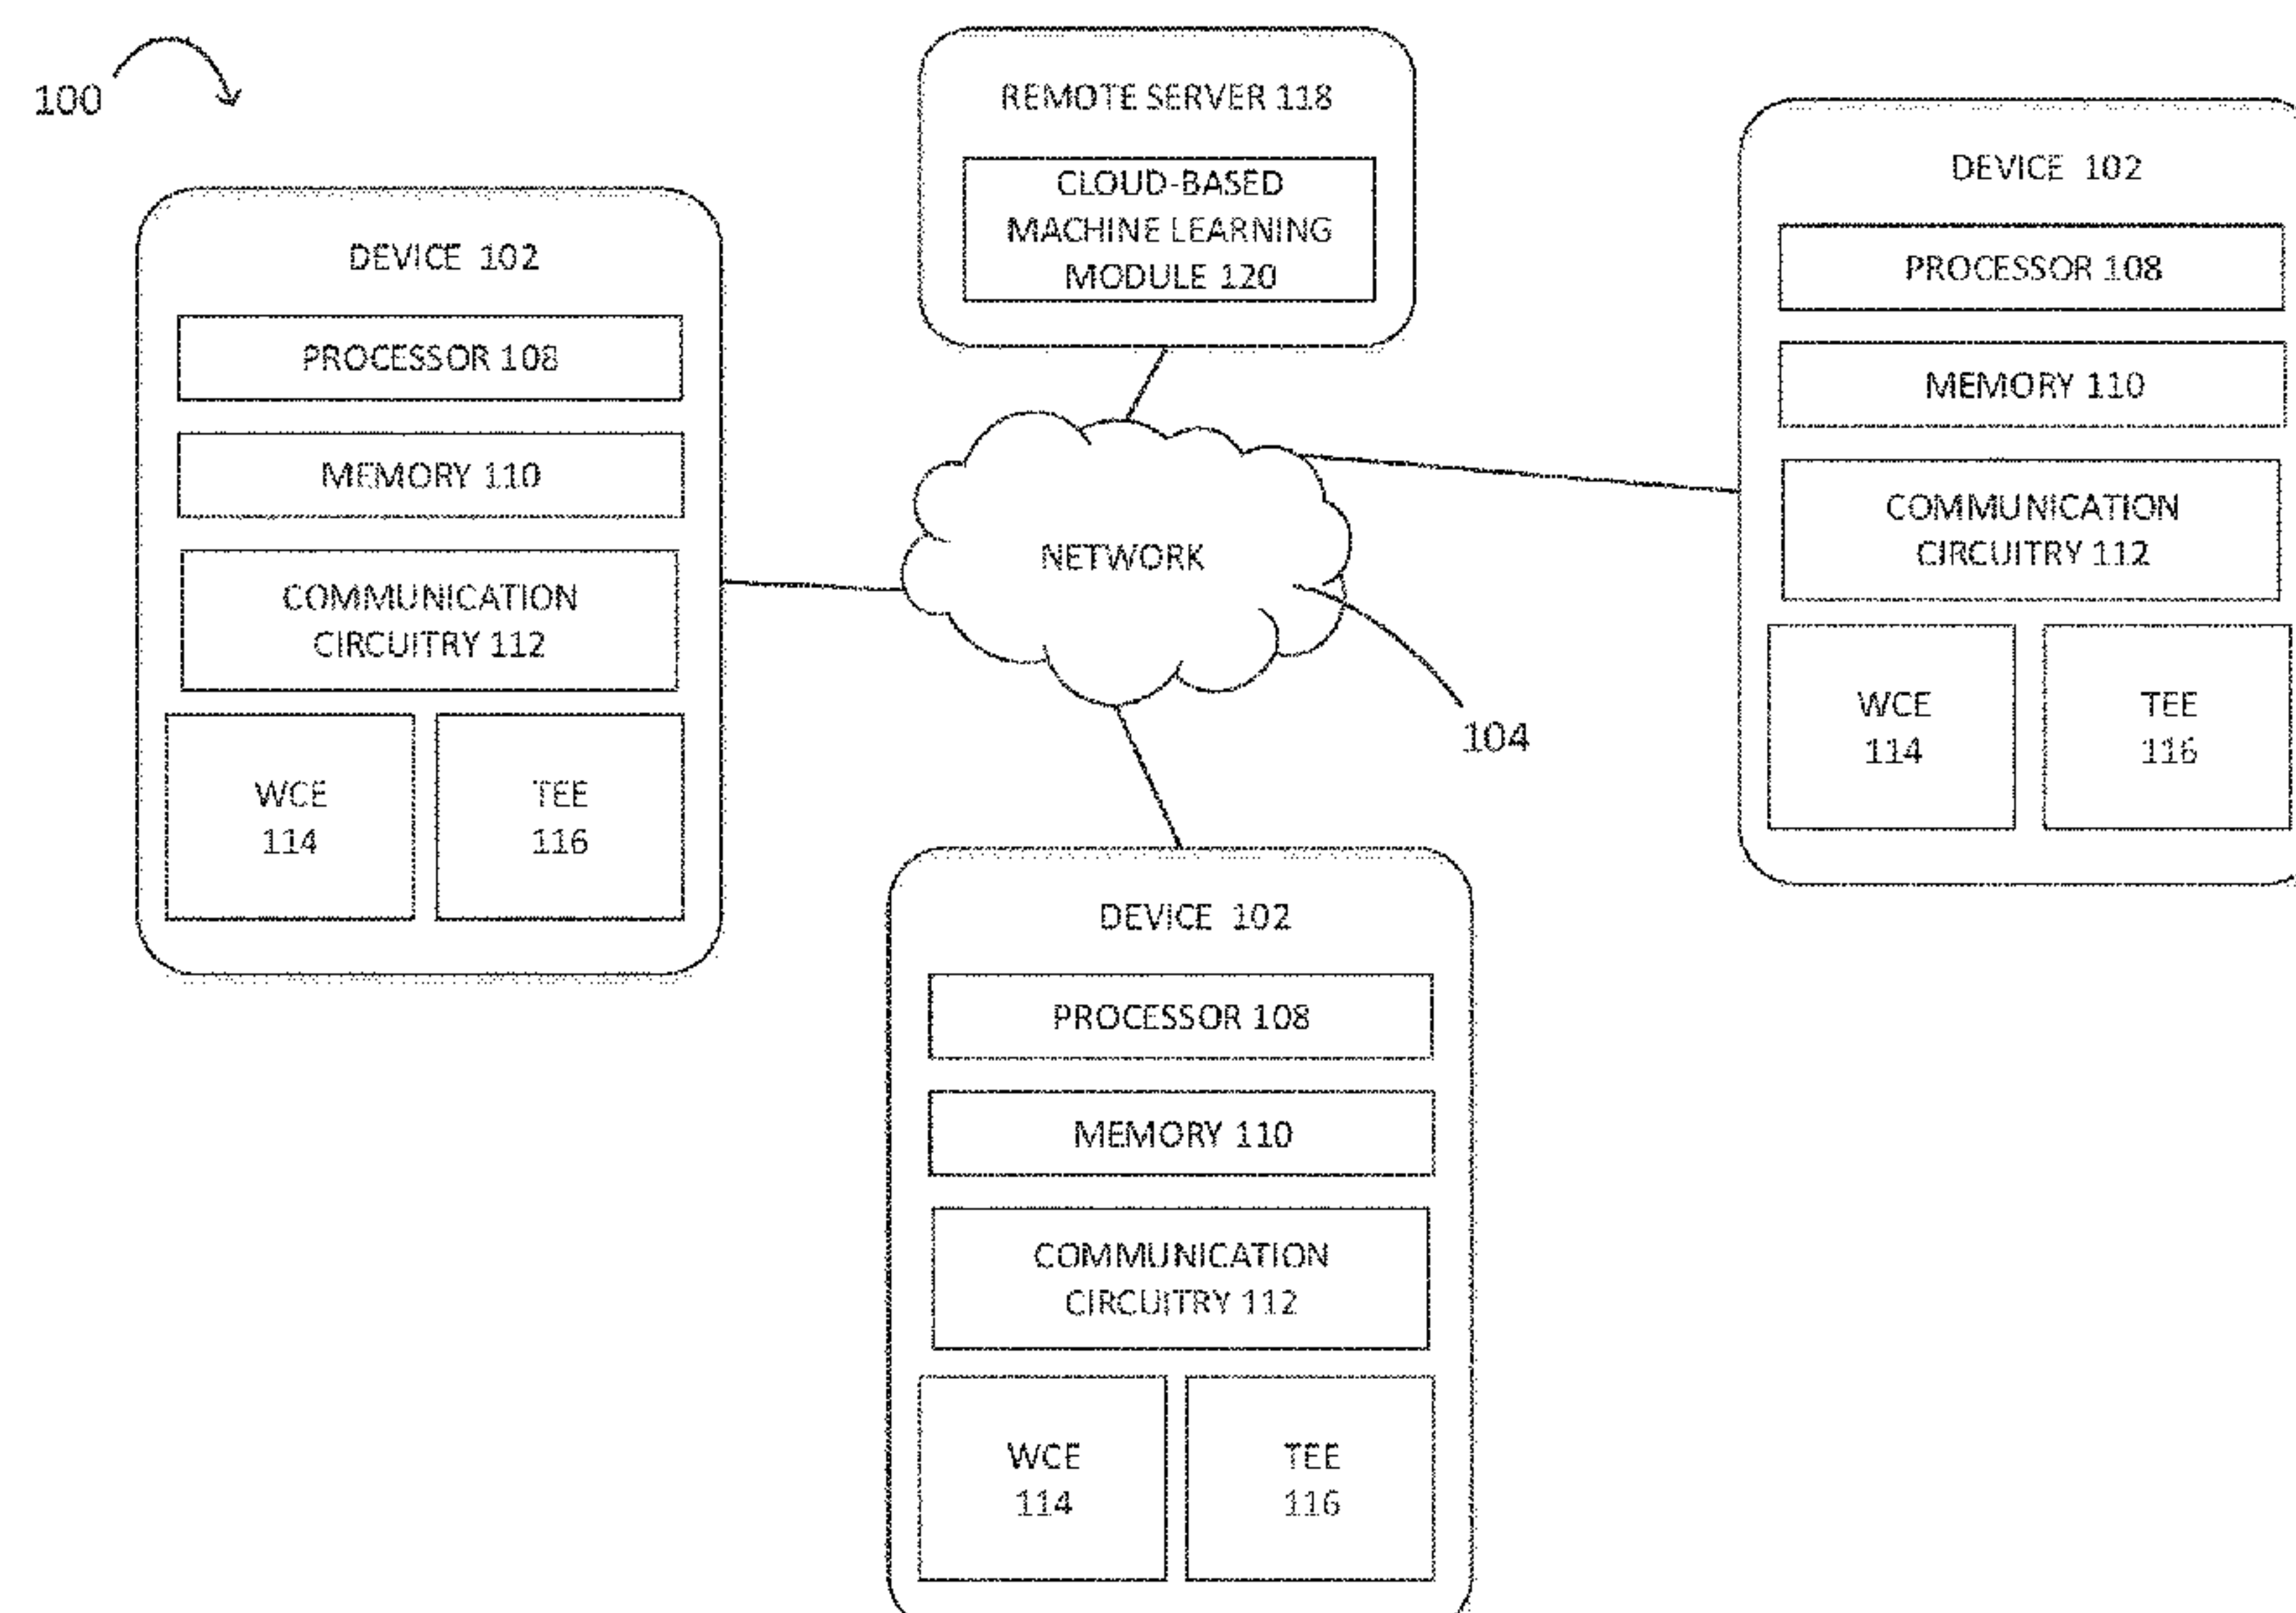 100
REMOTE SERVER 118
CLOUD-BASED
MACHINE LEARNING
MODULE 120
DEVICE 102
PROCESSOR 108
MEMORY 110
COMMUNICATION
CIRCUITRY 112
WCE
114
TEE
116
DEVICE 102
PROCESSOR 108
MEMORY 110
COMMUNICATION
CIRCUITRY 112
WCE
114
TEE
116
NETWORK
104
DEVICE 102
PROCESSOR 108
MEMORY 110
COMMUNICATION
CIRCUITRY 112
WCE
114
TEE
116